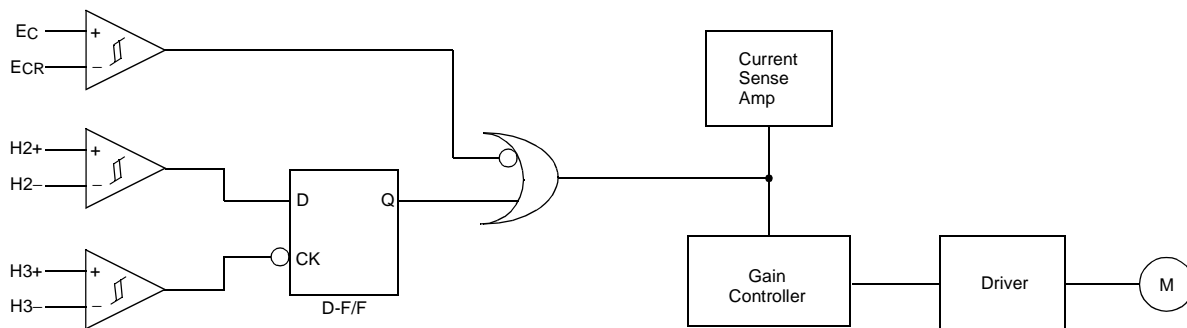 EC
+
ECR
−
Current
Sense
Amp
H2+
+
H2−
−
D
Q
CK
H3+
+
H3−
−
D-F/F
Gain
Controller
Driver
M